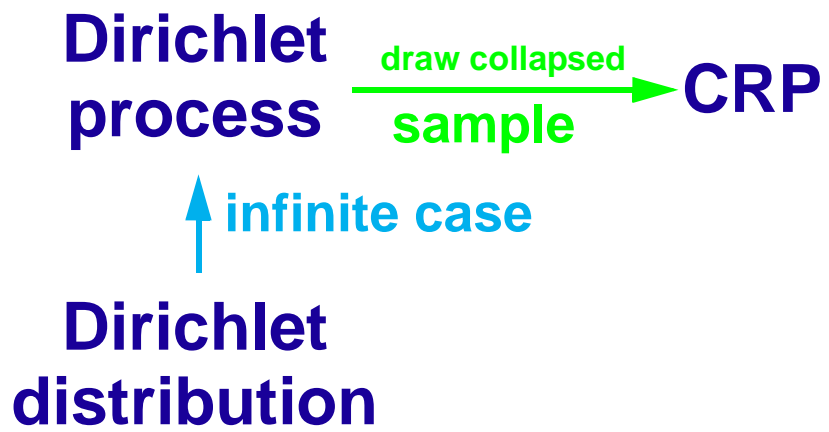 Dirichlet
process
draw collapsed
sample
CRP
infinite case
Dirichlet
distribution